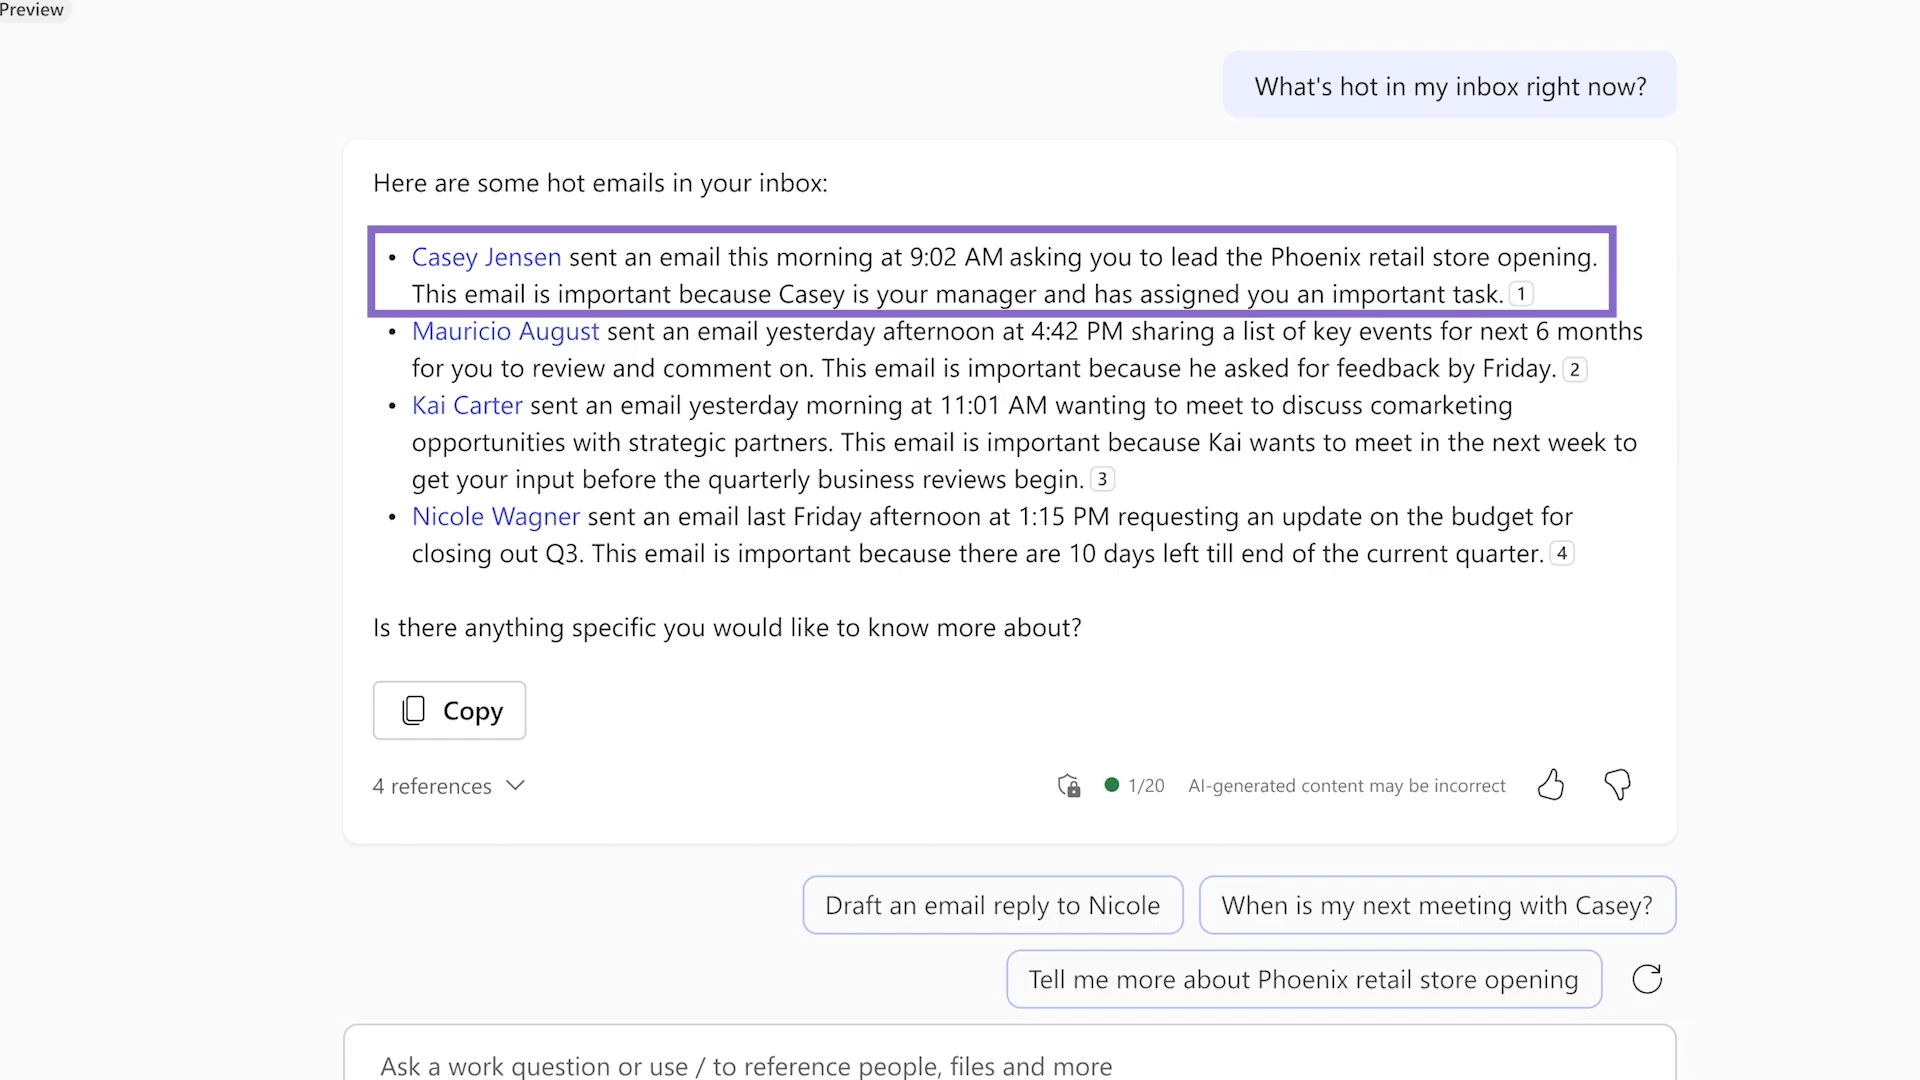 Preview
What's hot in my inbox right now?
Here are some hot emails in your inbox:
• Casey Jensen sent an email this morning at 9:02 AM asking you to lead the Phoenix retail store opening.
This email is important because Casey is your manager and has assigned you an important task. 1
• Mauricio August sent an email yesterday afternoon at 4:42 PM sharing a list of key events for next 6 months
for you to review and comment on. This email is important because he asked for feedback by Friday. 2
• Kai Carter sent an email yesterday morning at 11:01 AM wanting to meet to discuss comarketing
opportunities with strategic partners. This email is important because Kai wants to meet in the next week to
get your input before the quarterly business reviews begin. 3
• Nicole Wagner sent an email last Friday afternoon at 1:15 PM requesting an update on the budget for
closing out Q3. This email is important because there are 10 days left till end of the current quarter. 4
Is there anything specific you would like to know more about?
Copy
4 references
1/20 AI-generated content may be incorrect
Draft an email reply to Nicole
When is my next meeting with Casey?
Tell me more about Phoenix retail store opening
Ask a work question or use / to reference people, files and more